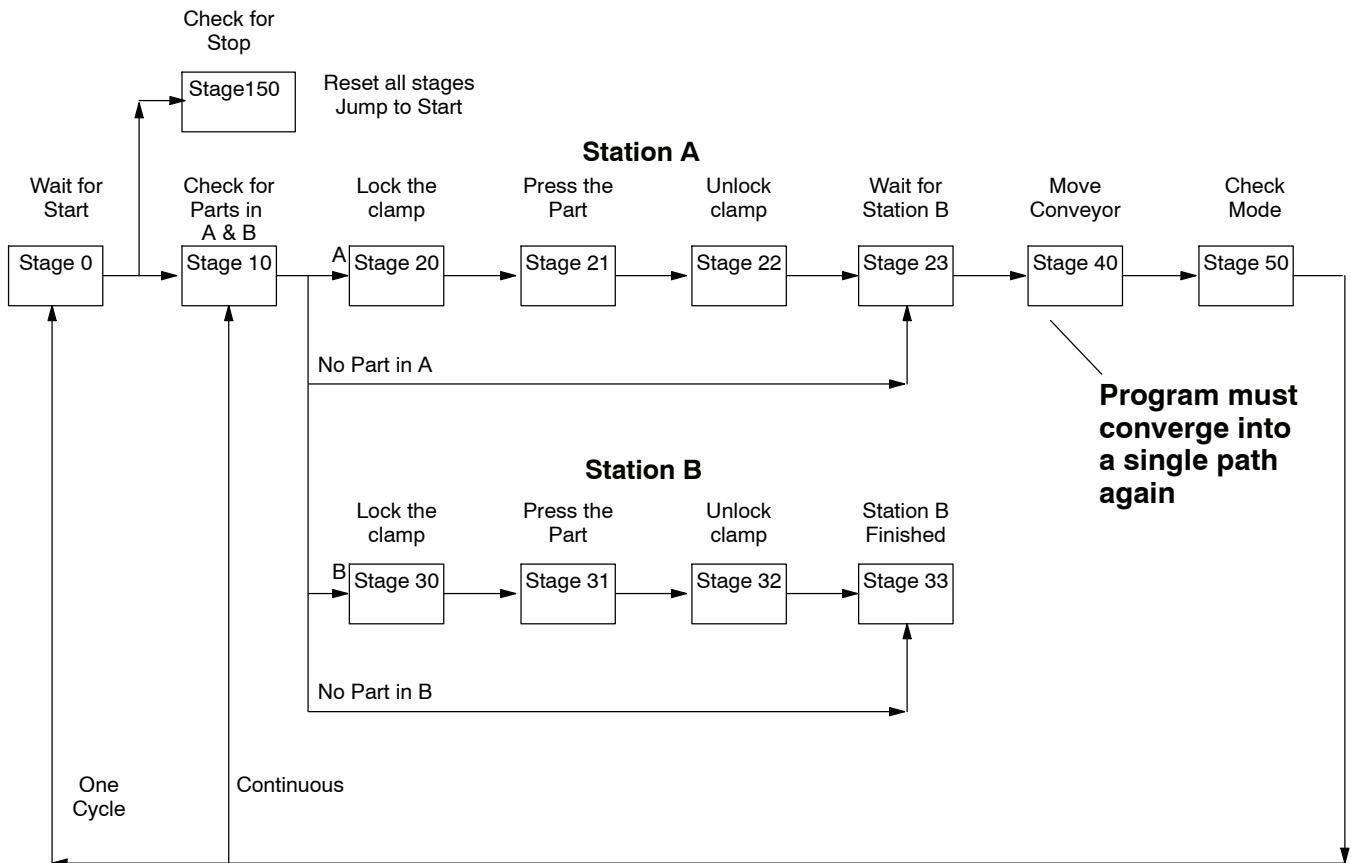 Check for
Stop
Stage150
Reset all stages
Jump to Start
Station A
Wait for
Start
Check for
Parts in
A & B
Lock the
clamp
Press the
Part
Unlock
clamp
Wait for
Station B
Move
Conveyor
Check
Mode
Stage 0
Stage 10
A
Stage 20
Stage 21
Stage 22
Stage 23
Stage 40
Stage 50
No Part in A
Program must
converge into
a single path
again
Station B
Lock the
clamp
Press the
Part
Unlock
clamp
Station B
Finished
B
Stage 30
Stage 31
Stage 32
Stage 33
No Part in B
One
Cycle
Continuous